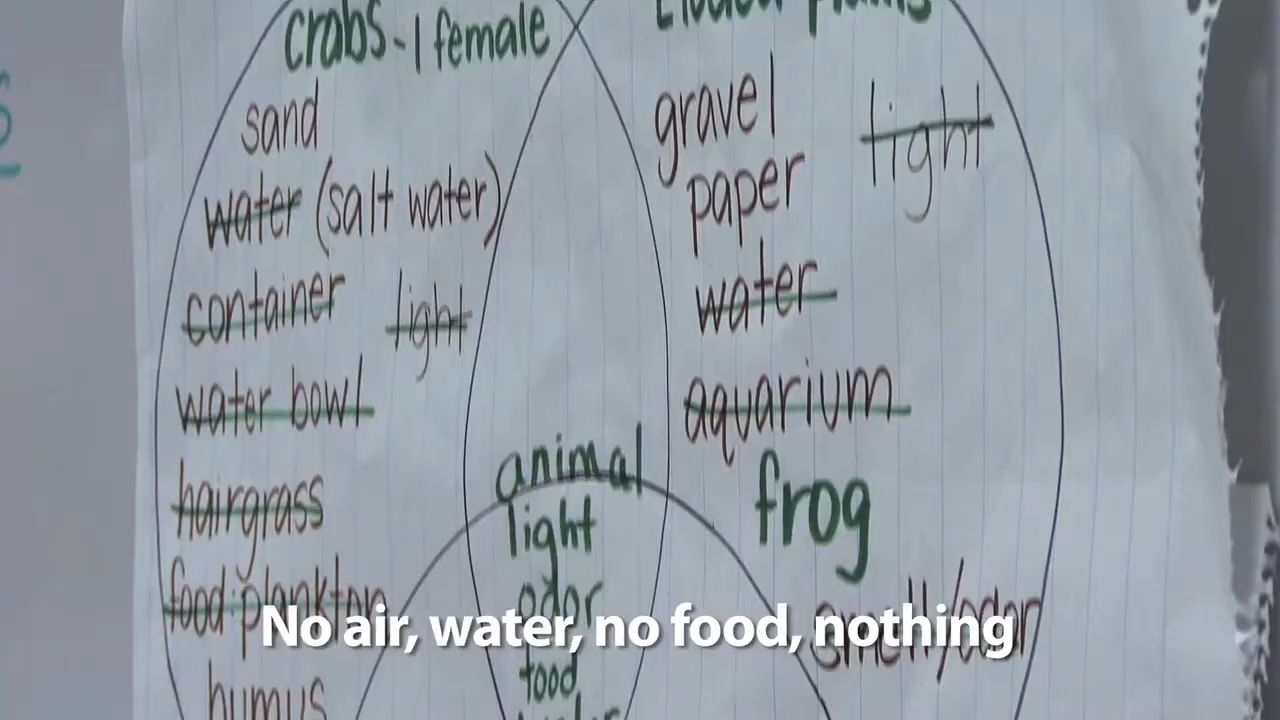 crabs - 1 female
sand
water (salt water)
container
light
water bowl
hairgrass
food: plankton
humus
gravel
light
paper
water
aquarium
frog
smell/odor
animal
light
odor
food
No air, water, no food, nothing